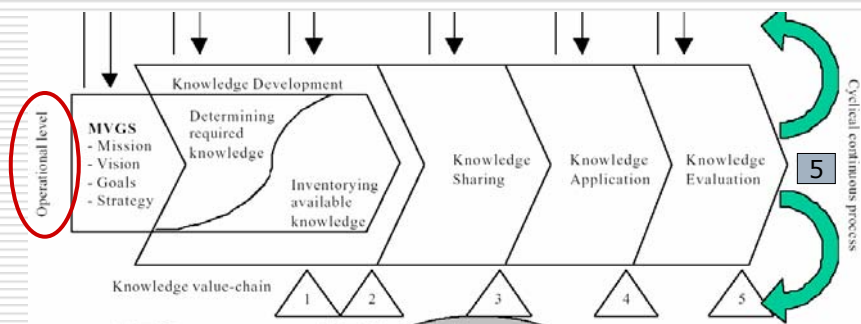 Knowledge Development
Operational level
MVGS
- Mission
- Vision
- Goals
- Strategy
Determining
required
knowledge
Inventorying
available
knowledge
Knowledge
Sharing
Knowledge
Application
Knowledge
Evaluation
5
Cyclical continuous process
Knowledge value-chain
1
2
3
4
5